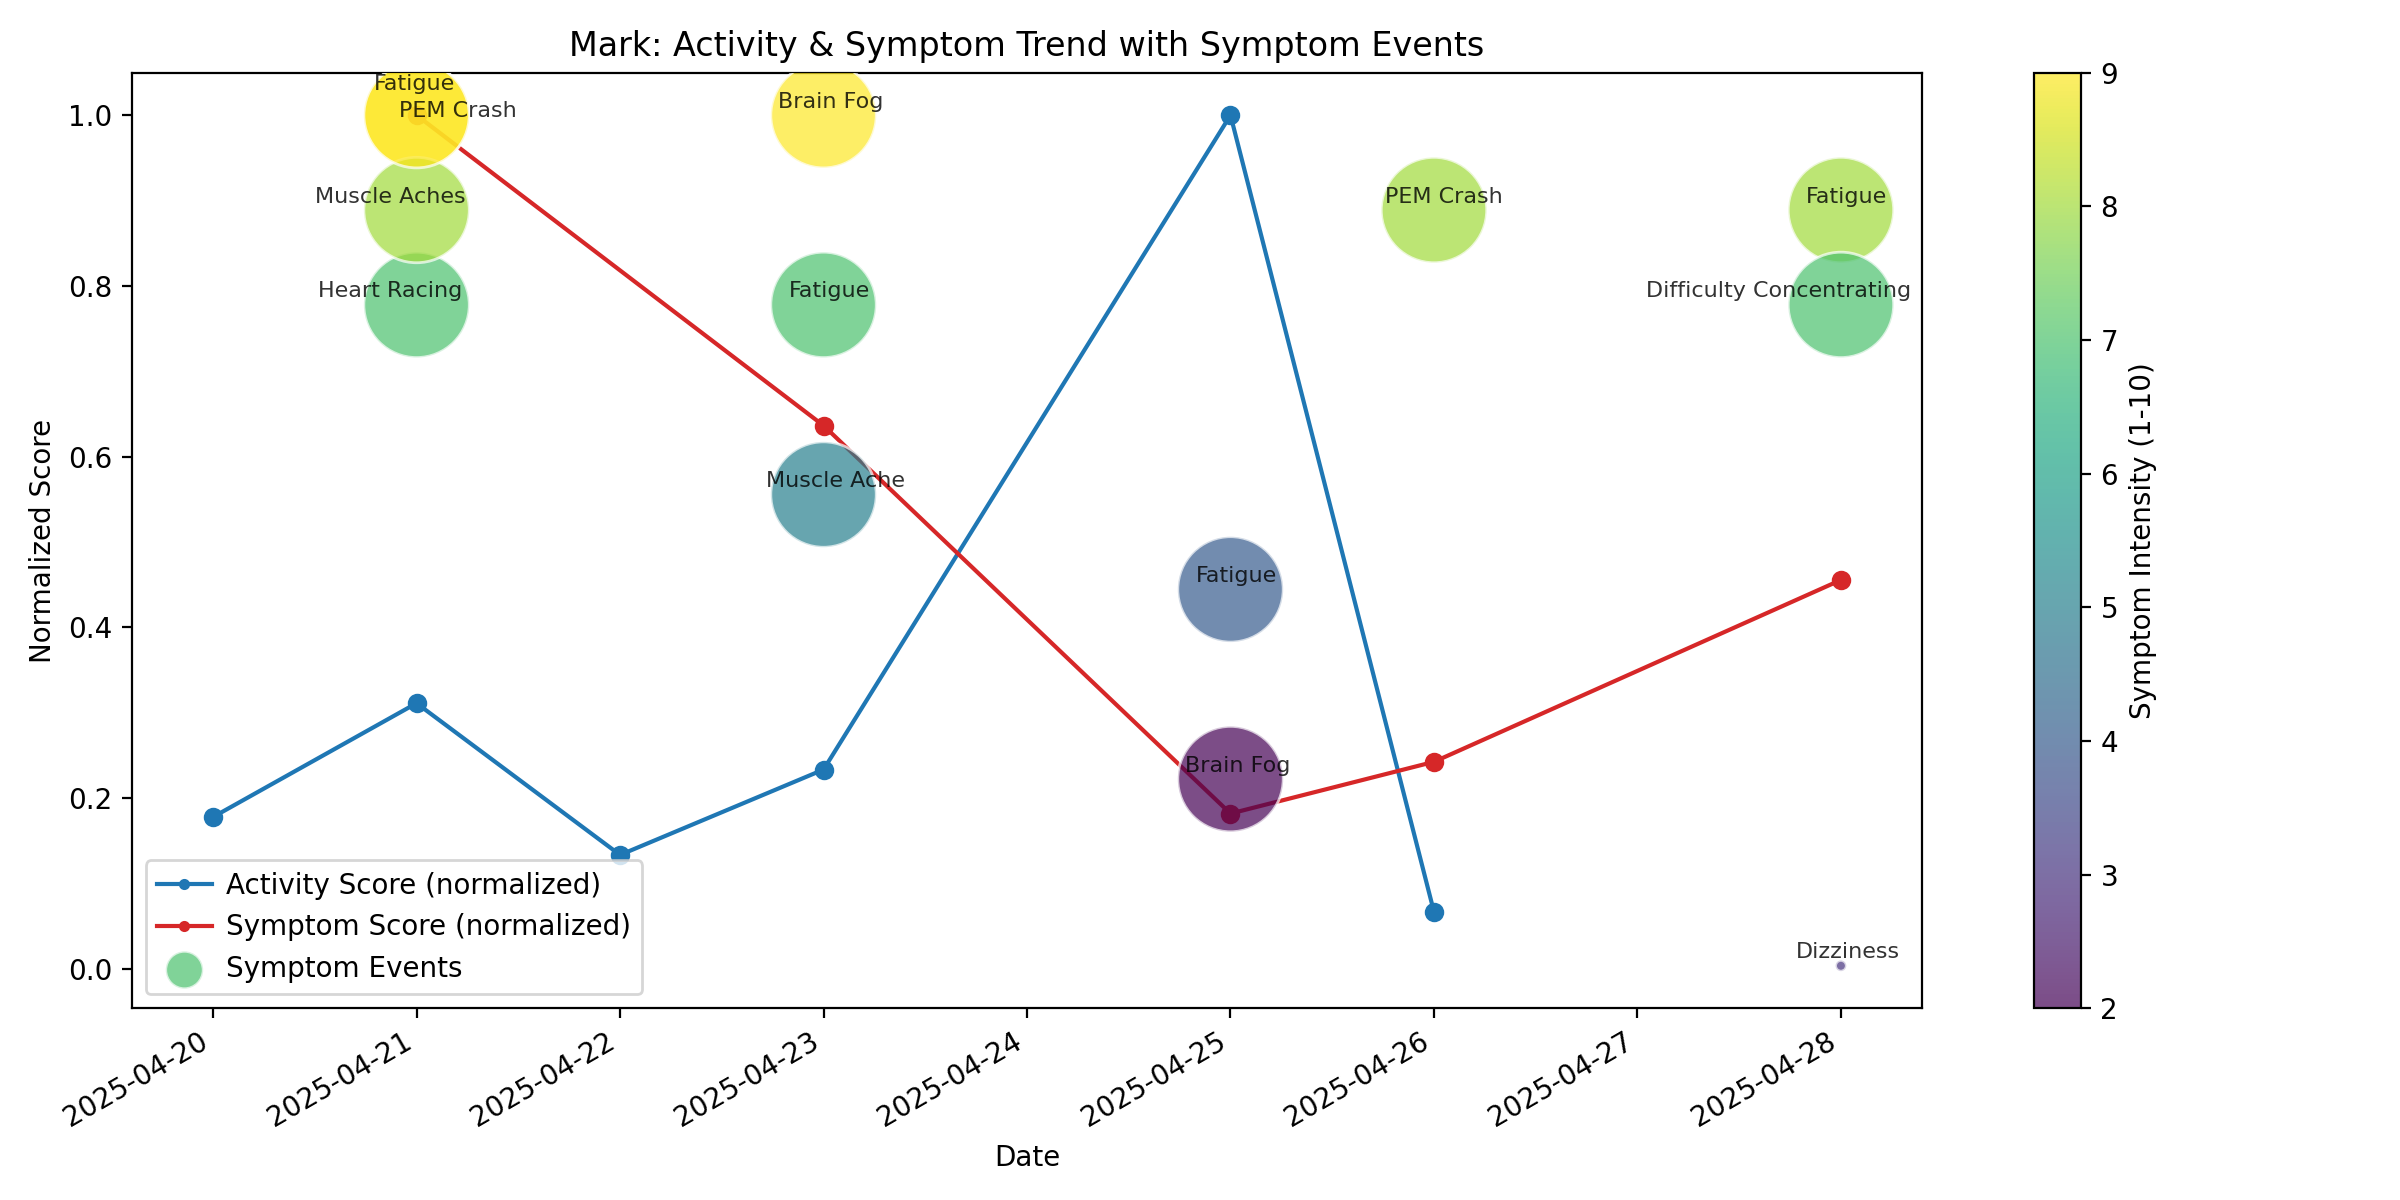 Mark: Activity & Symptom Trend with Symptom Events
Normalized Score
1.0
0.8
0.6
0.4
0.2
0.0
Fatigue
PEM Crash
Muscle Aches
Heart Racing
Brain Fog
Fatigue
Muscle Ache
Fatigue
Brain Fog
PEM Crash
Fatigue
Difficulty Concentrating
Dizziness
Activity Score (normalized)
Symptom Score (normalized)
Symptom Events
2025-04-20
2025-04-21
2025-04-22
2025-04-23
2025-04-24
2025-04-25
2025-04-26
2025-04-27
2025-04-28
Date
9
8
7
6
5
4
3
2
Symptom Intensity (1-10)